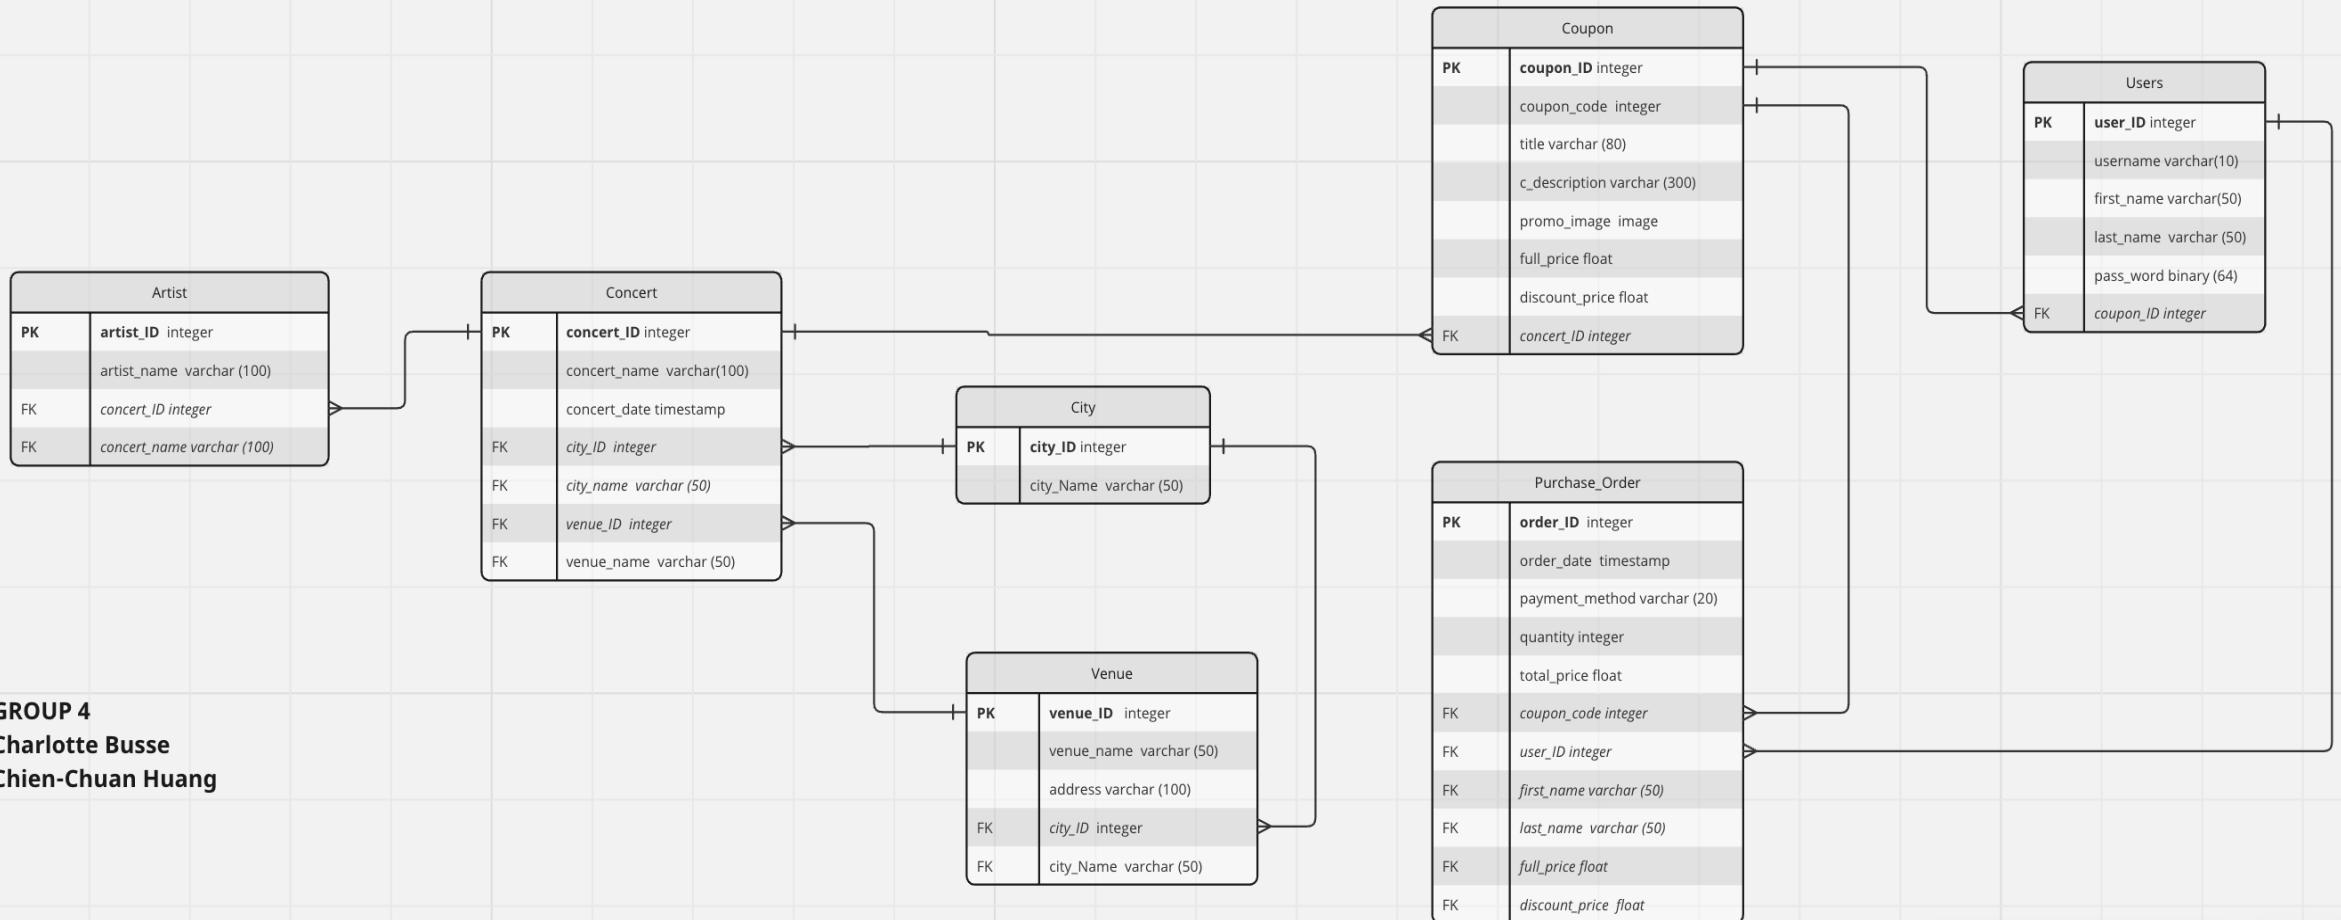 Coupon
PK coupon_ID integer
coupon_code integer
title varchar (80)
c_description varchar (300)
promo_image image
full_price float
discount_price float
FK concert_ID integer
Users
PK user_ID integer
username varchar(10)
first_name varchar(50)
last_name varchar (50)
pass_word binary (64)
FK coupon_ID integer
Artist
PK artist_ID integer
artist_name varchar (100)
FK concert_ID integer
FK concert_name varchar (100)
Concert
PK concert_ID integer
concert_name varchar(100)
concert_date timestamp
FK city_ID integer
FK city_name varchar (50)
FK venue_ID integer
FK venue_name varchar (50)
City
PK city_ID integer
city_Name varchar (50)
Purchase_Order
PK order_ID integer
order_date timestamp
payment_method varchar (20)
quantity integer
total_price float
FK coupon_code integer
FK user_ID integer
FK first_name varchar (50)
FK last_name varchar (50)
FK full_price float
FK discount_price float
Venue
PK venue_ID integer
venue_name varchar (50)
address varchar (100)
FK city_ID integer
FK city_Name varchar (50)
GROUP 4
Charlotte Busse
Chien-Chuan Huang